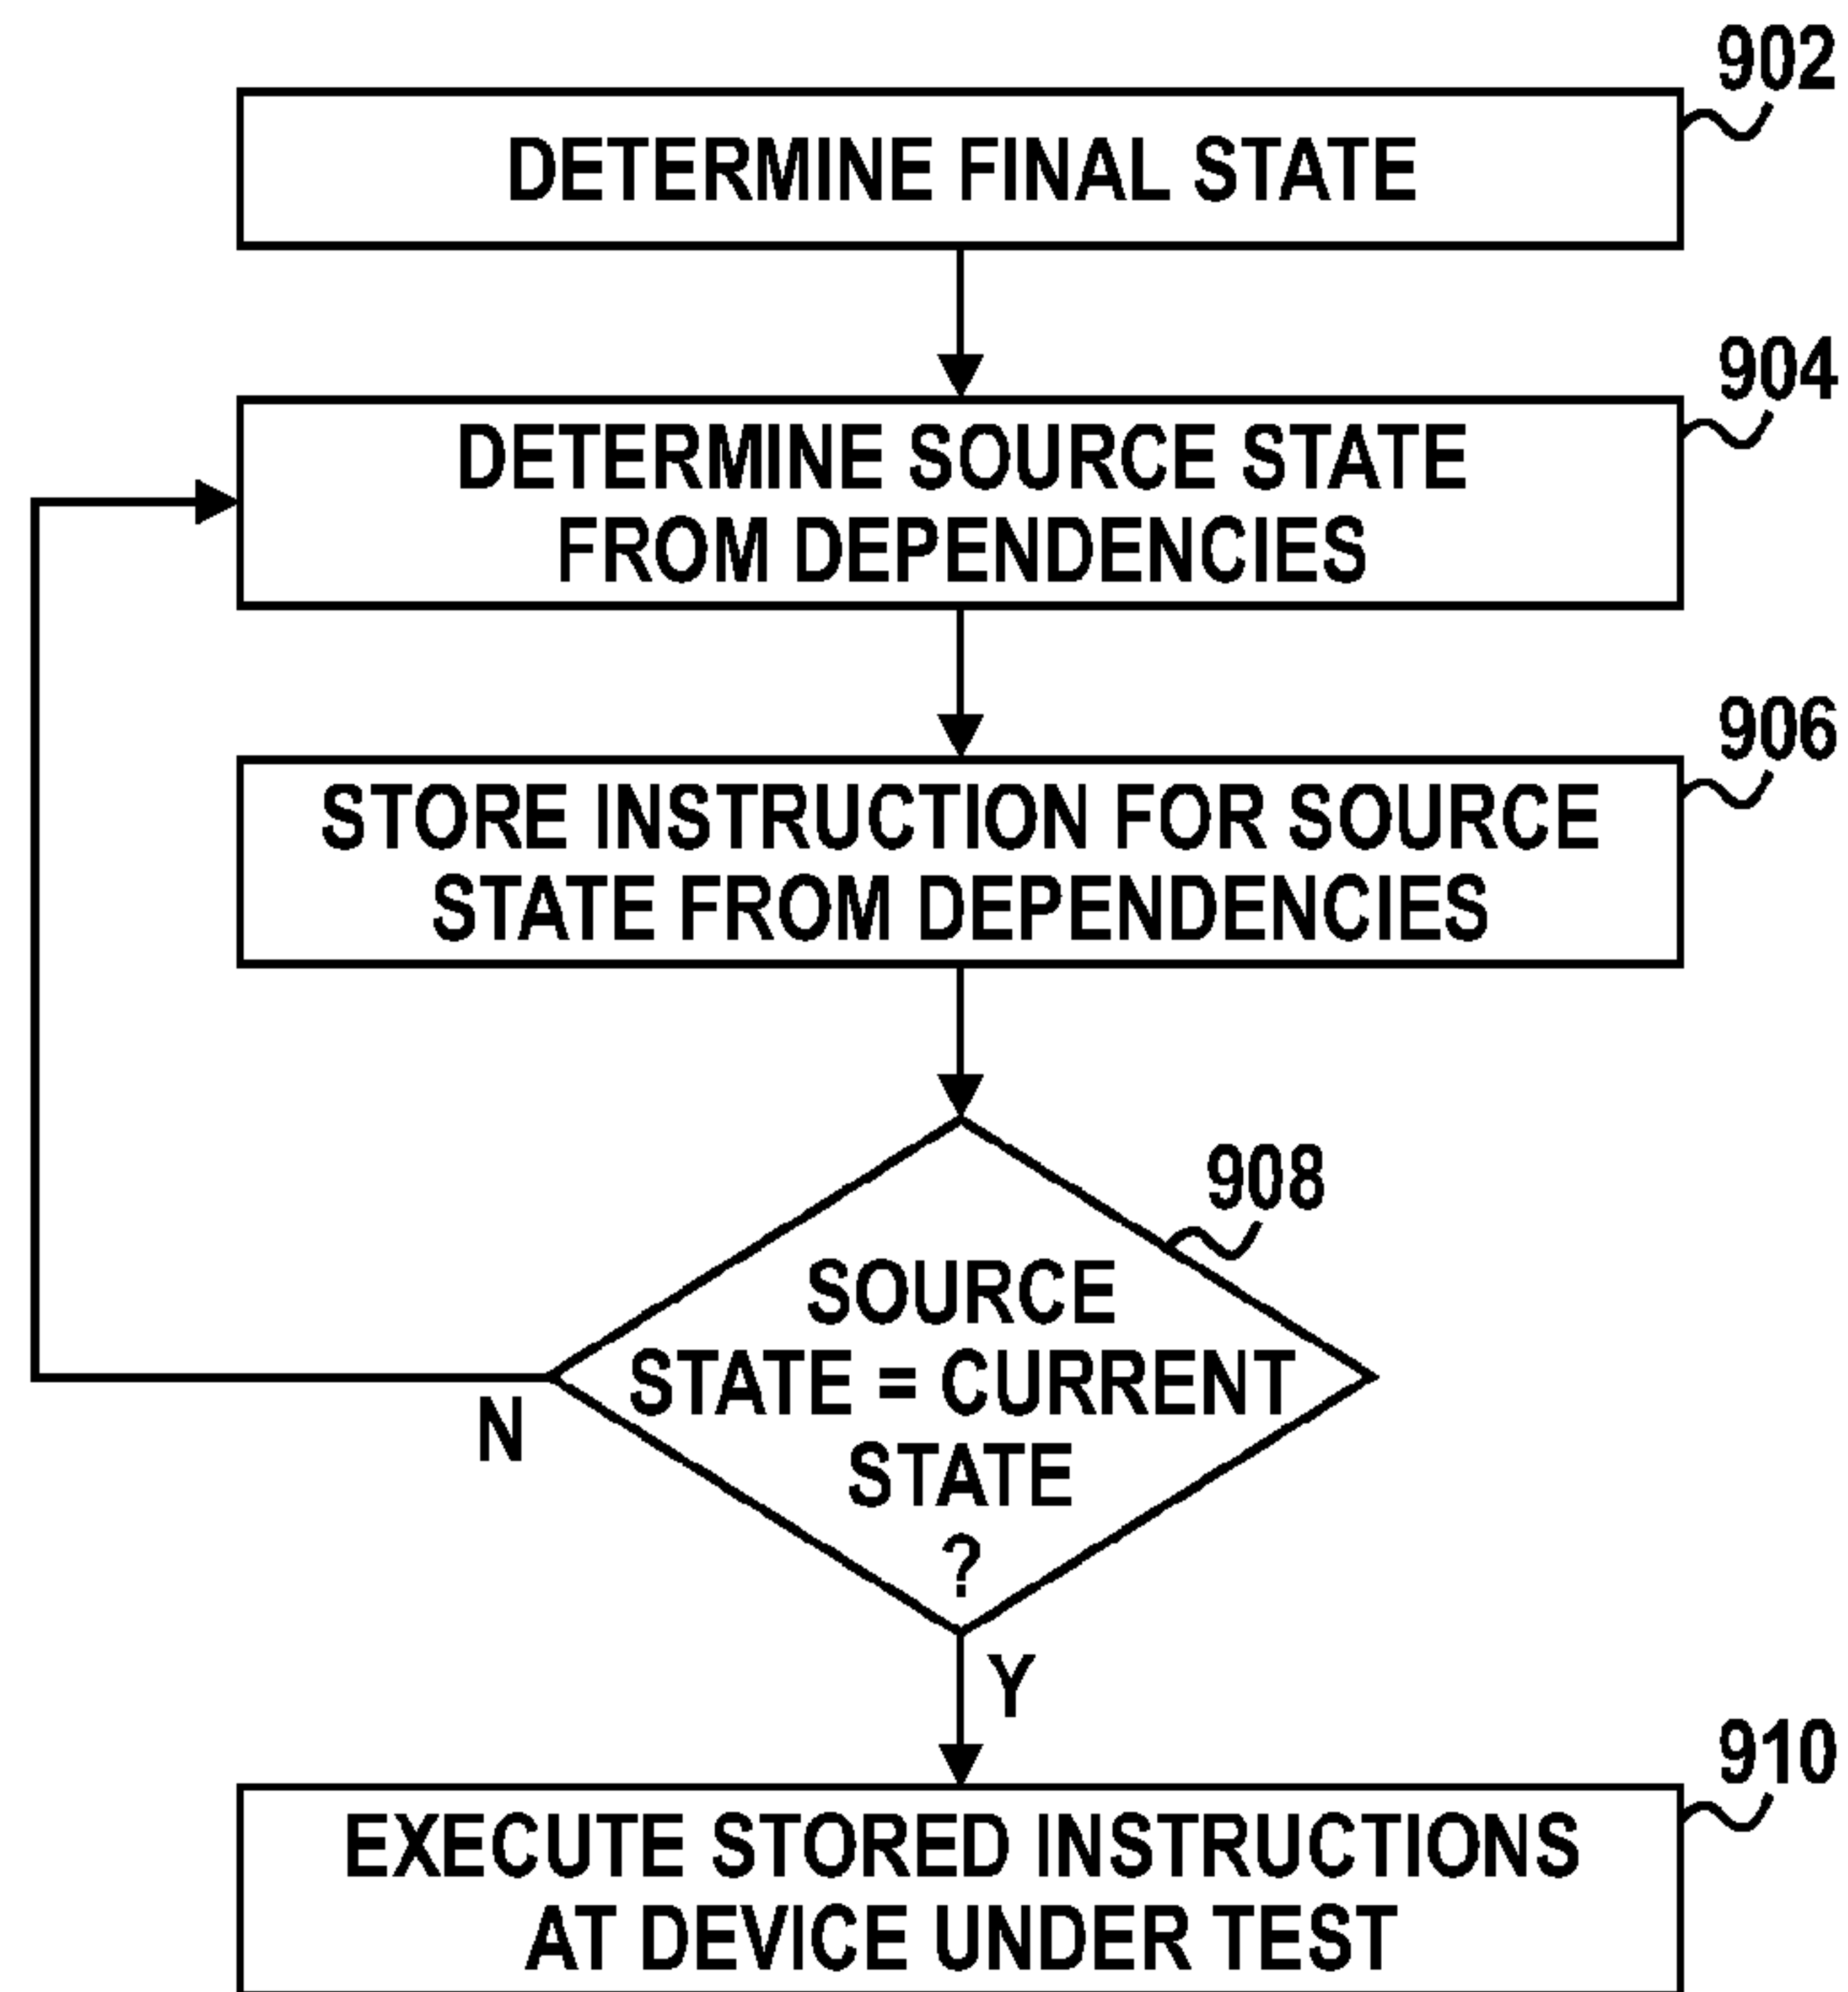 902
DETERMINE FINAL STATE
904
DETERMINE SOURCE STATE
FROM DEPENDENCIES
906
STORE INSTRUCTION FOR SOURCE
STATE FROM DEPENDENCIES
908
SOURCE
STATE = CURRENT
STATE
?
N
Y
910
EXECUTE STORED INSTRUCTIONS
AT DEVICE UNDER TEST